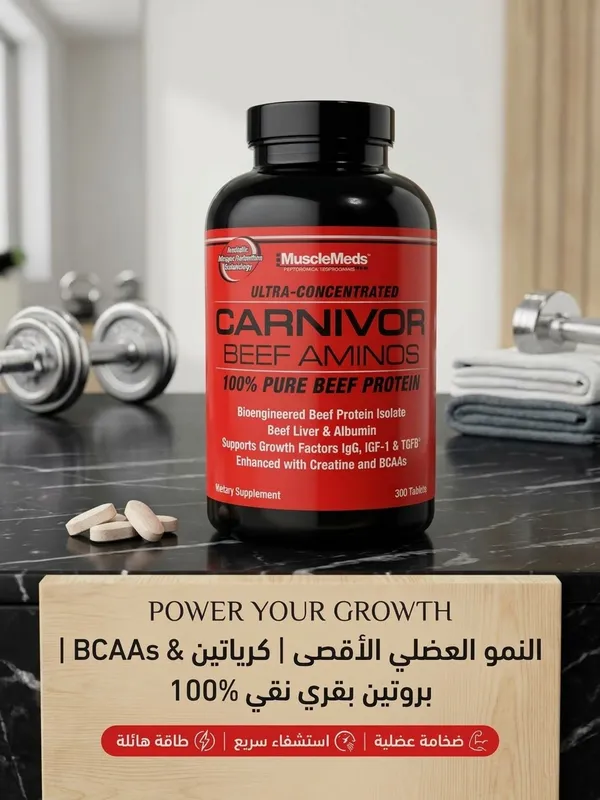 MuscleMeds
ULTRA-CONCENTRATED
CARNIVOR
BEEF AMINOS
100% PURE BEEF PROTEIN
Bioengineered Beef Protein Isolate
Beef Liver & Albumin
Supports Growth Factors IgG, IGF-1 & TGFB
Enhanced with Creatine and BCAAs
Dietary Supplement
300 Tablets
POWER YOUR GROWTH
النمو العضلي الأقصى | كرياتين & BCAAs |
بروتين بقري نقي 100%
ضخامة عضلية | استشفاء سريع | طاقة هائلة